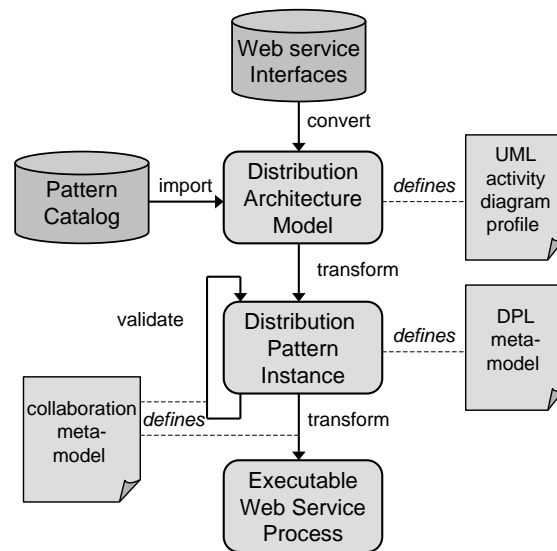 Web service
Interfaces
convert
Pattern
Catalog
import
Distribution
Architecture
Model
defines
UML
activity
diagram
profile
transform
validate
Distribution
Pattern
Instance
defines
DPL
meta-
model
collaboration
meta-
model
defines
transform
Executable
Web Service
Process